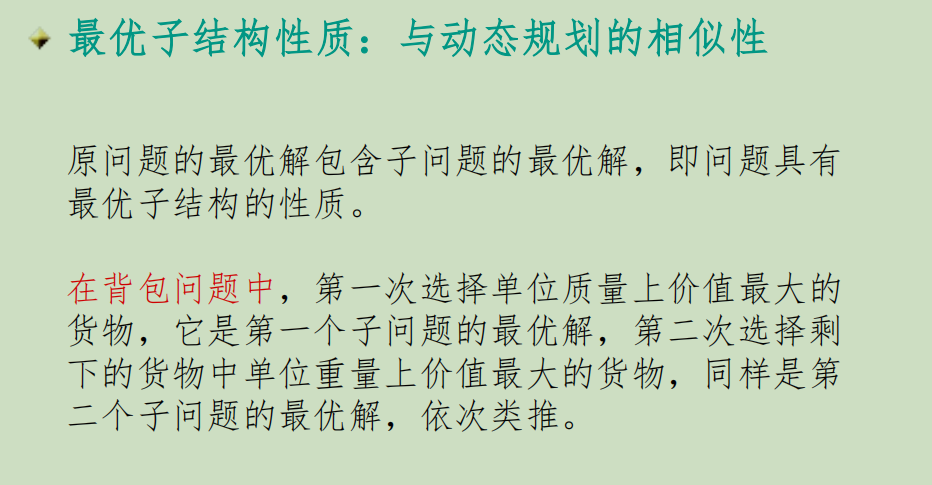 最优子结构性质：与动态规划的相似性
原问题的最优解包含子问题的最优解，即问题具有
最优子结构的性质。
在背包问题中，第一次选择单位质量上价值最大的
货物，它是第一个子问题的最优解，第二次选择剩
下的货物中单位重量上价值最大的货物，同样是第
二个子问题的最优解，依次类推。